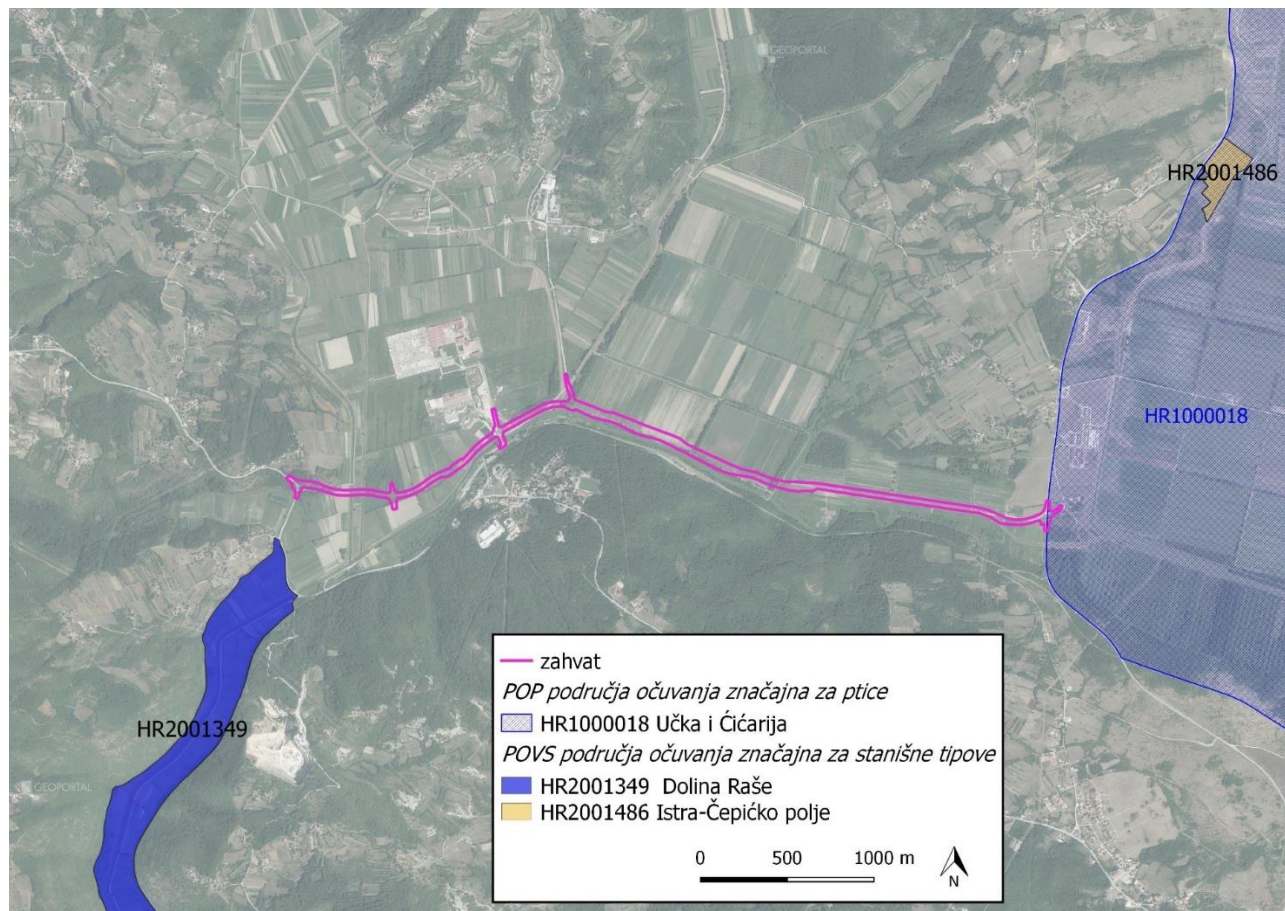 GEOPORTAL
GEOPORTAL
HR2001486
HR1000018
HR2001349
GEOPORTAL
zahvat
POP područja očuvanja značajna za ptice
HR1000018 Učka i Ćićarija
POVS područja očuvanja značajna za stanišne tipove
HR2001349 Dolina Raše
HR2001486 Istra-Čepićko polje
0 500 1000 m
N